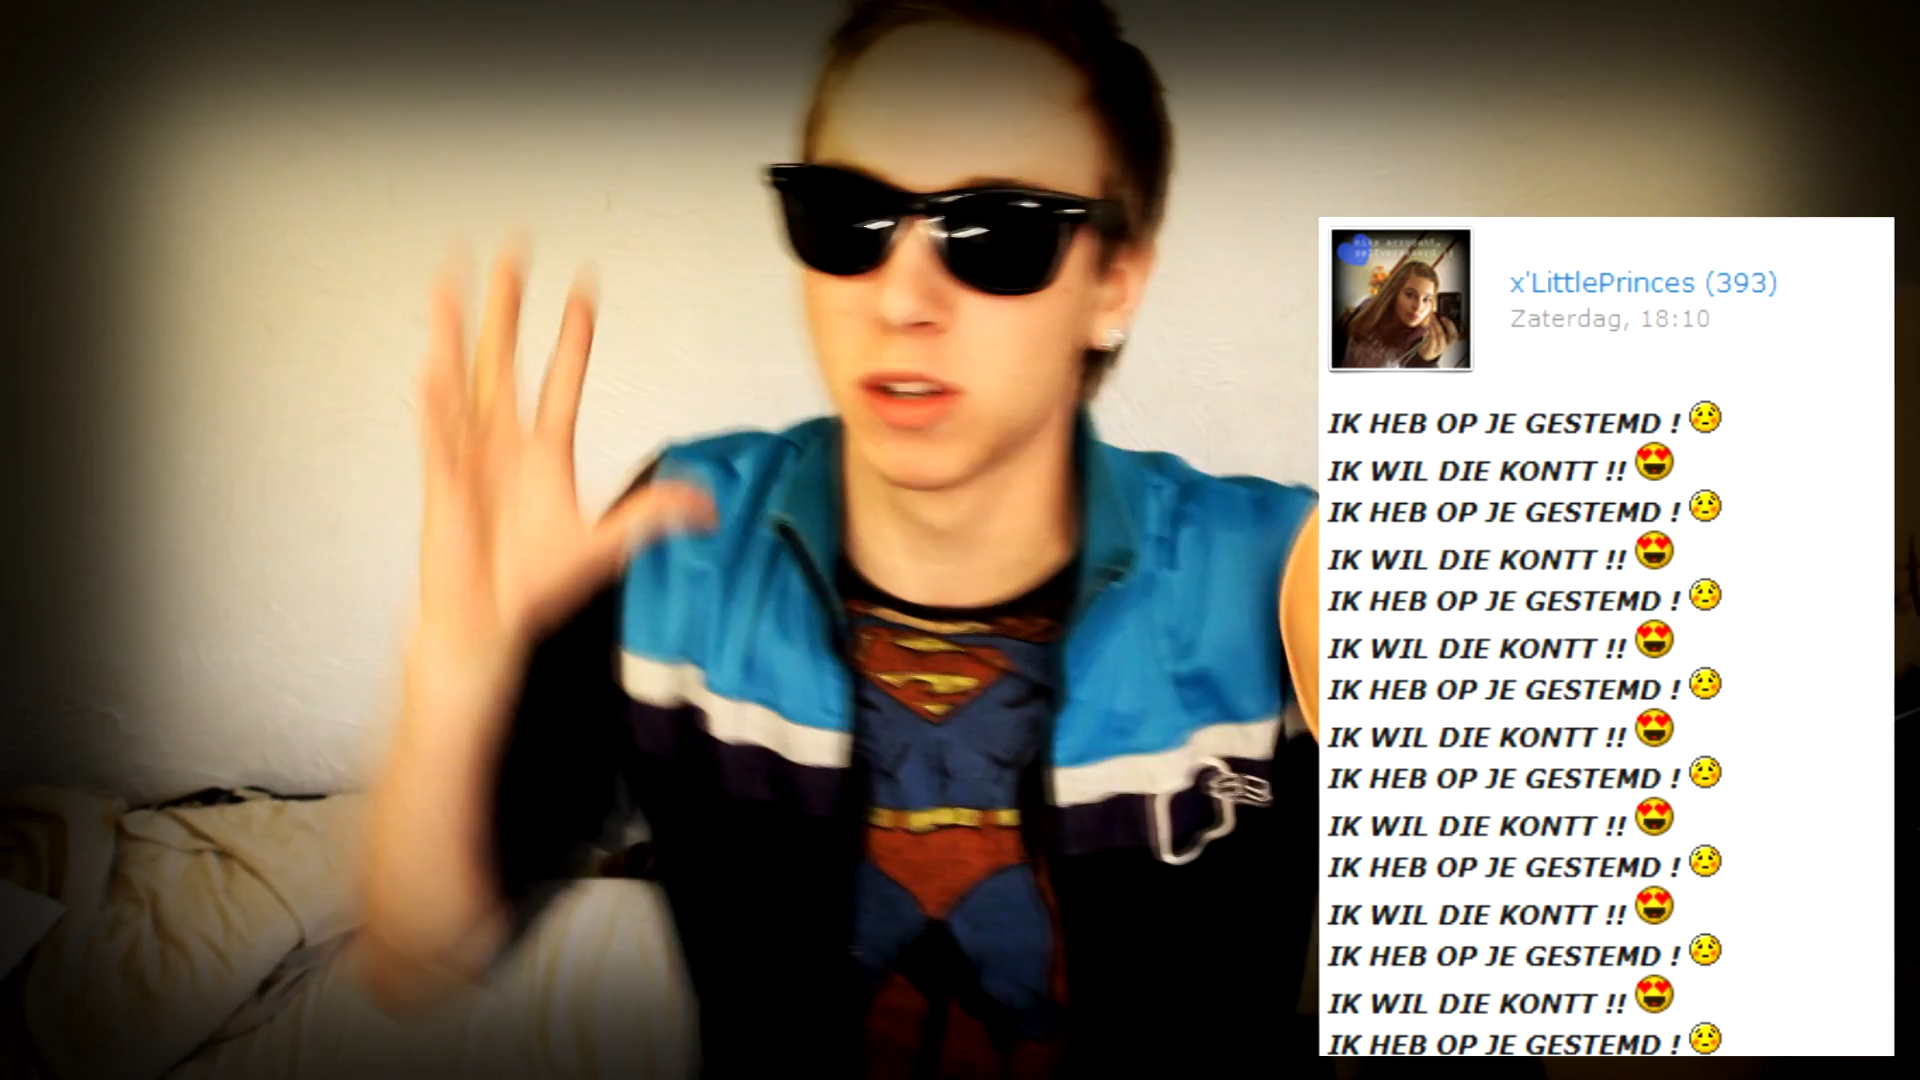 x'LittlePrinces (393)
Zaterdag, 18:10
IK HEB OP JE GESTEMD !
IK WIL DIE KONTT !!
IK HEB OP JE GESTEMD !
IK WIL DIE KONTT !!
IK HEB OP JE GESTEMD !
IK WIL DIE KONTT !!
IK HEB OP JE GESTEMD !
IK WIL DIE KONTT !!
IK HEB OP JE GESTEMD !
IK WIL DIE KONTT !!
IK HEB OP JE GESTEMD !
IK WIL DIE KONTT !!
IK HEB OP JE GESTEMD !
IK WIL DIE KONTT !!
IK HEB OP JE GESTEMD !